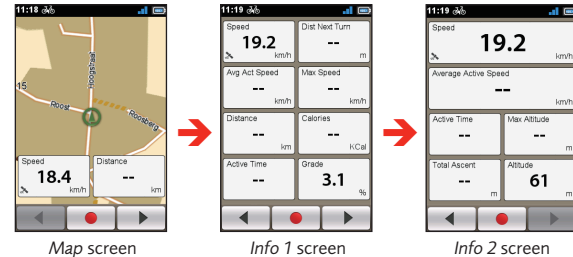 11:18
Hoogstraat
15
Roost
Roosberg
Speed
18.4
km/h
Distance
--
km
Map screen
11:19
Speed
19.2
km/h
Dist Next Turn
--
m
Avg Act Speed
--
km/h
Max Speed
--
km/h
Distance
--
km
Calories
--
KCal
Active Time
--
Grade
3.1
%
Info 1 screen
11:19
Speed
19.2
km/h
Average Active Speed
--
km/h
Active Time
--
Max Altitude
--
m
Total Ascent
--
m
Altitude
61
m
Info 2 screen